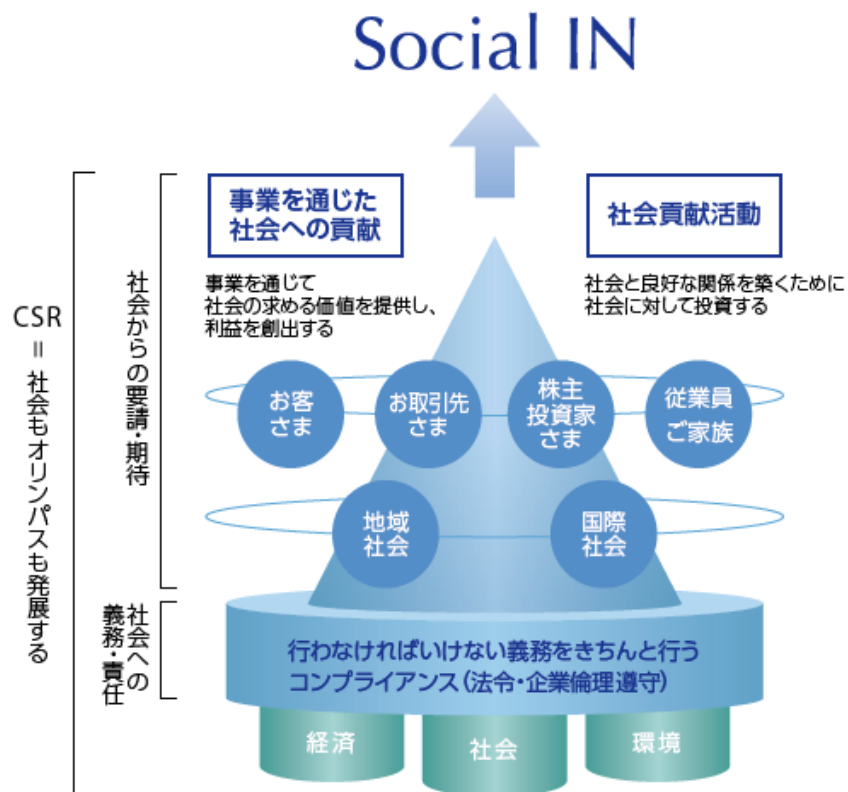 Social IN
CSR
=
社会もオリンパスも発展する
社会からの要請・期待
事業を通じた
社会への貢献
事業を通じて
社会の求める価値を提供し、
利益を創出する
社会貢献活動
社会と良好な関係を築くために
社会に対して投資する
お客
さま
お取引先
さま
株主
投資家
さま
従業員
ご家族
地域
社会
国際
社会
社会への
義務・責任
行わなければいけない義務をきちんと行う
コンプライアンス(法令・企業倫理遵守)
経済
社会
環境